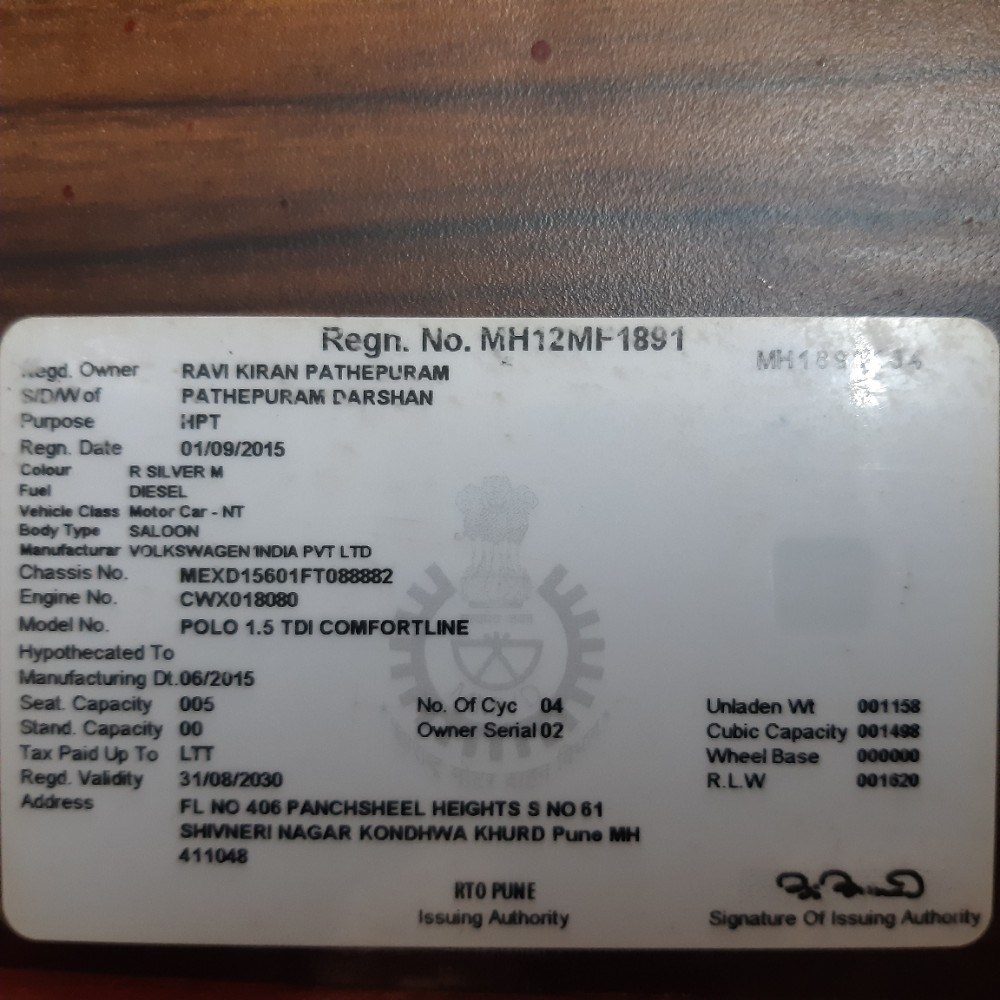 Regn. No. MH12MF1891
Regd. Owner RAVI KIRAN PATHEPURAM
S/D/W of PATHEPURAM DARSHAN
Purpose HPT
Regn. Date 01/09/2015
Colour R SILVER M
Fuel DIESEL
Vehicle Class Motor Car - NT
Body Type SALOON
Manufacturar VOLKSWAGEN INDIA PVT LTD
Chassis No. MEXD15601FT088882
Engine No. CWX018080
Model No. POLO 1.5 TDI COMFORTLINE
Hypothecated To
Manufacturing Dt. 06/2015
Seat. Capacity 005 No. Of Cyc 04 Unladen Wt 001158
Stand. Capacity 00 Owner Serial 02 Cubic Capacity 001498
Tax Paid Up To LTT Wheel Base 000000
Regd. Validity 31/08/2030 R.L.W 001620
Address FL NO 406 PANCHSHEEL HEIGHTS S NO 61
SHIVNERI NAGAR KONDHWA KHURD Pune MH
411048
RTO PUNE
Issuing Authority Signature Of Issuing Authority